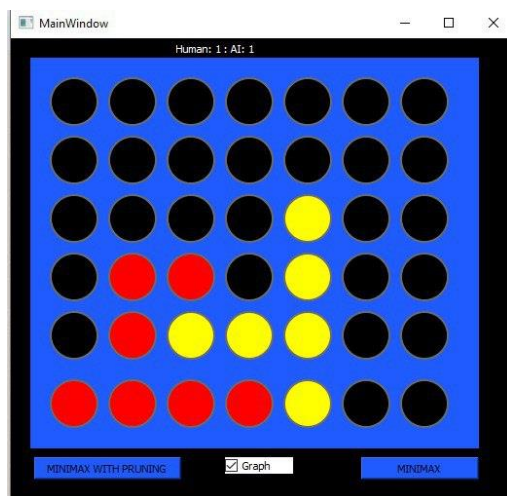 MainWindow
Human: 1 : AI: 1
MINIMAX WITH PRUNING
Graph
MINIMAX